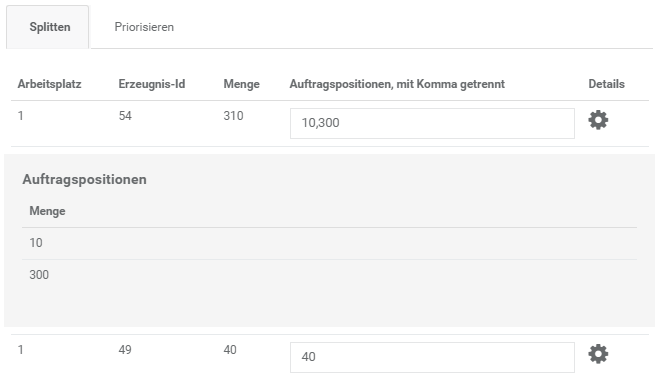 Splitten Priorisieren
Arbeitsplatz Erzeugnis-Id Menge Auftragspositionen, mit Komma getrennt Details
1 54 310 10,300
Auftragspositionen
Menge
10
300
1 49 40 40